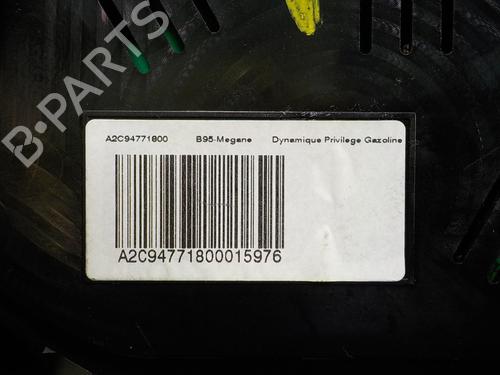 B-PARTS
A2C94771800 B95-Megane Dynamique Privilege Gazoline
A2C94771800015976